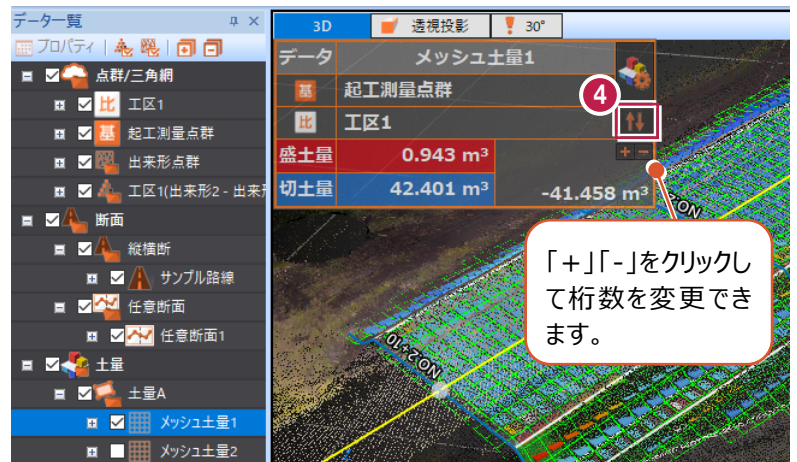 データ一覧
プロパティ
点群/三角網
比 工区1
基 起工測量点群
出来形点群
工区1(出来形2 - 出来形
断面
縦横断
サンプル路線
任意断面
任意断面1
土量
土量A
メッシュ土量1
メッシュ土量2
3D 透視投影 30°
データ メッシュ土量1
基 起工測量点群
4
比 工区1
盛土量 0.943 m³
切土量 42.401 m³ -41.458 m³
「+」「-」をクリックし
て桁数を変更でき
ます。
NO.2+10